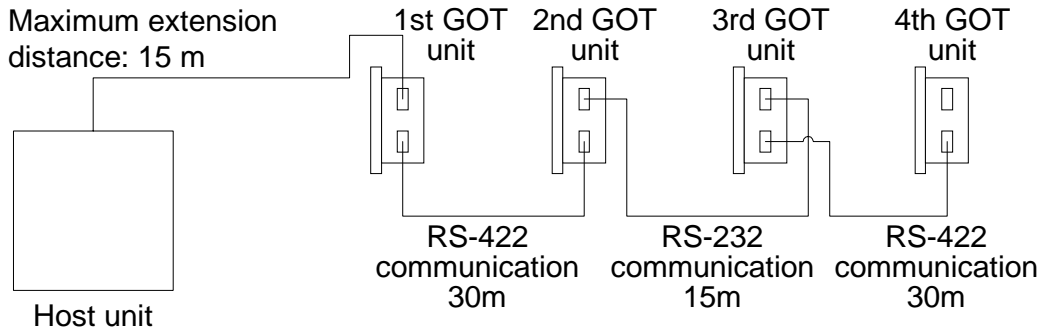 Maximum extension
distance: 15 m
1st GOT
unit
2nd GOT
unit
3rd GOT
unit
4th GOT
unit
RS-422
communication
30m
RS-232
communication
15m
RS-422
communication
30m
Host unit